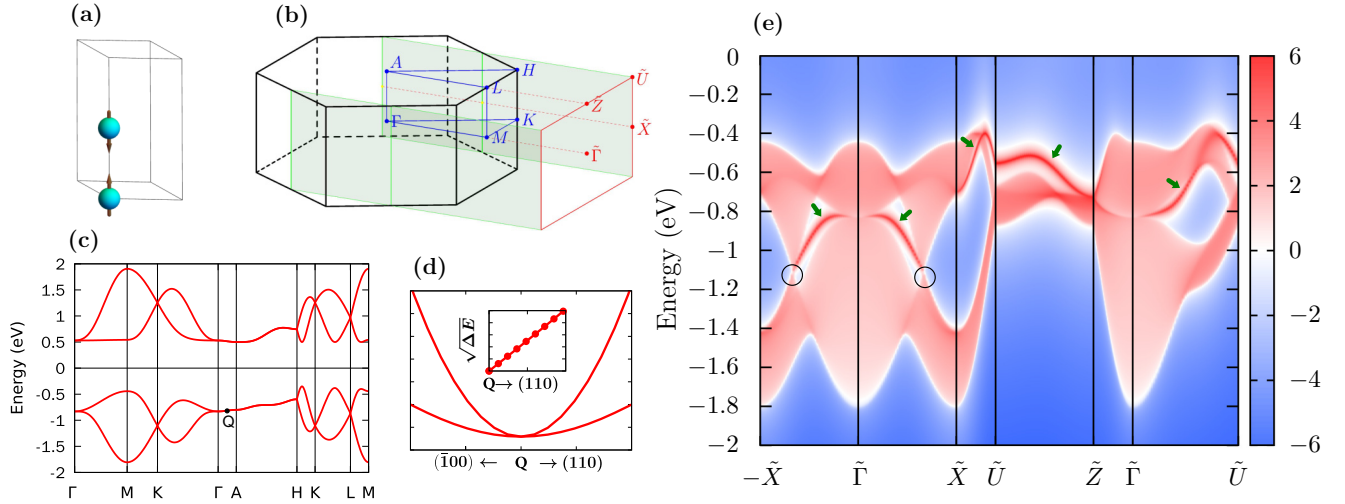 (a)
(b)
A
H
L
Γ
K
M
Ũ
Z̃
X̃
Γ̃
(c)
Energy (eV)
2
1.5
1
0.5
0
-0.5
-1
-1.5
-2
Q
Γ M K Γ A H K L M
(d)
√ΔE
Q→(110)
(1̄00) ← Q → (110)
e
Energy (eV)
0
−0.2
−0.4
−0.6
−0.8
−1
−1.2
−1.4
−1.6
−1.8
−2
−X̃ Γ̃ X̃ Ũ Z̃ Γ̃ Ũ
6
4
2
0
−2
−4
−6